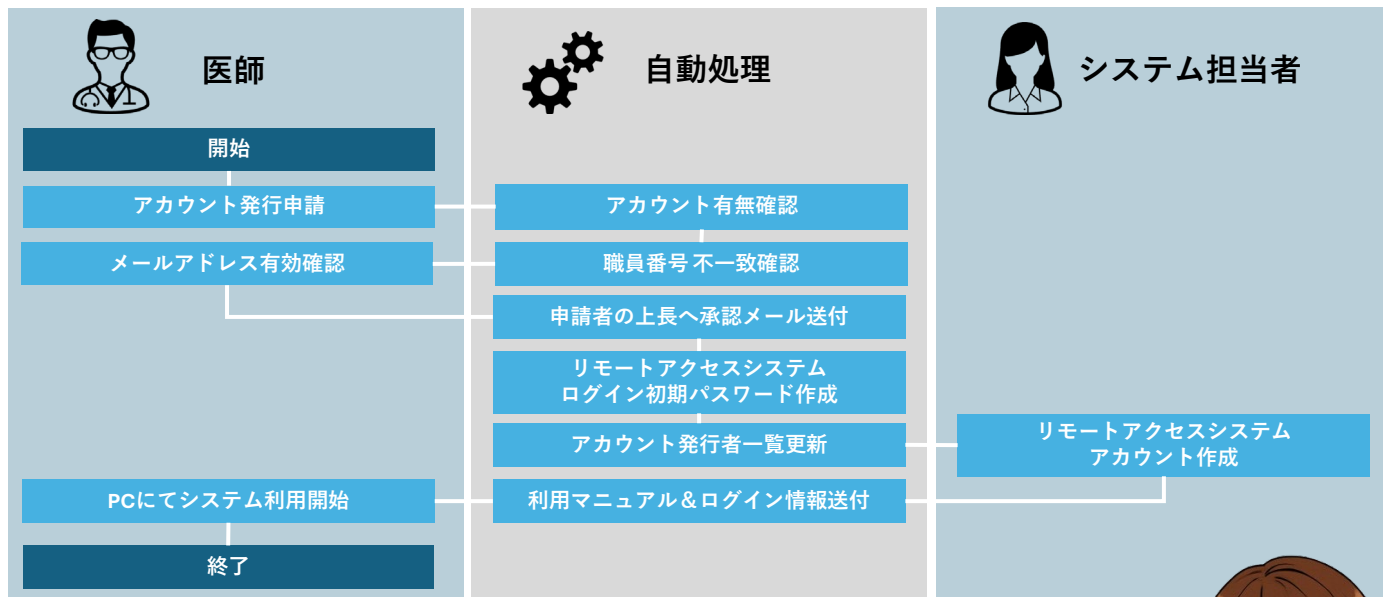 医師
自動処理
システム担当者
開始
アカウント発行申請
アカウント有無確認
メールアドレス有効確認
職員番号 不一致確認
申請者の上長へ承認メール送付
リモートアクセスシステム
ログイン初期パスワード作成
アカウント発行者一覧更新
リモートアクセスシステム
アカウント作成
PCにてシステム利用開始
利用マニュアル＆ログイン情報送付
終了